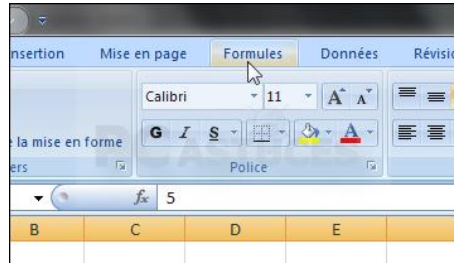 nsertion Mise en page Formules Données Révisio
Calibri 11 A A
e la mise en forme G I S A
ers Police
fx 5
B C D E